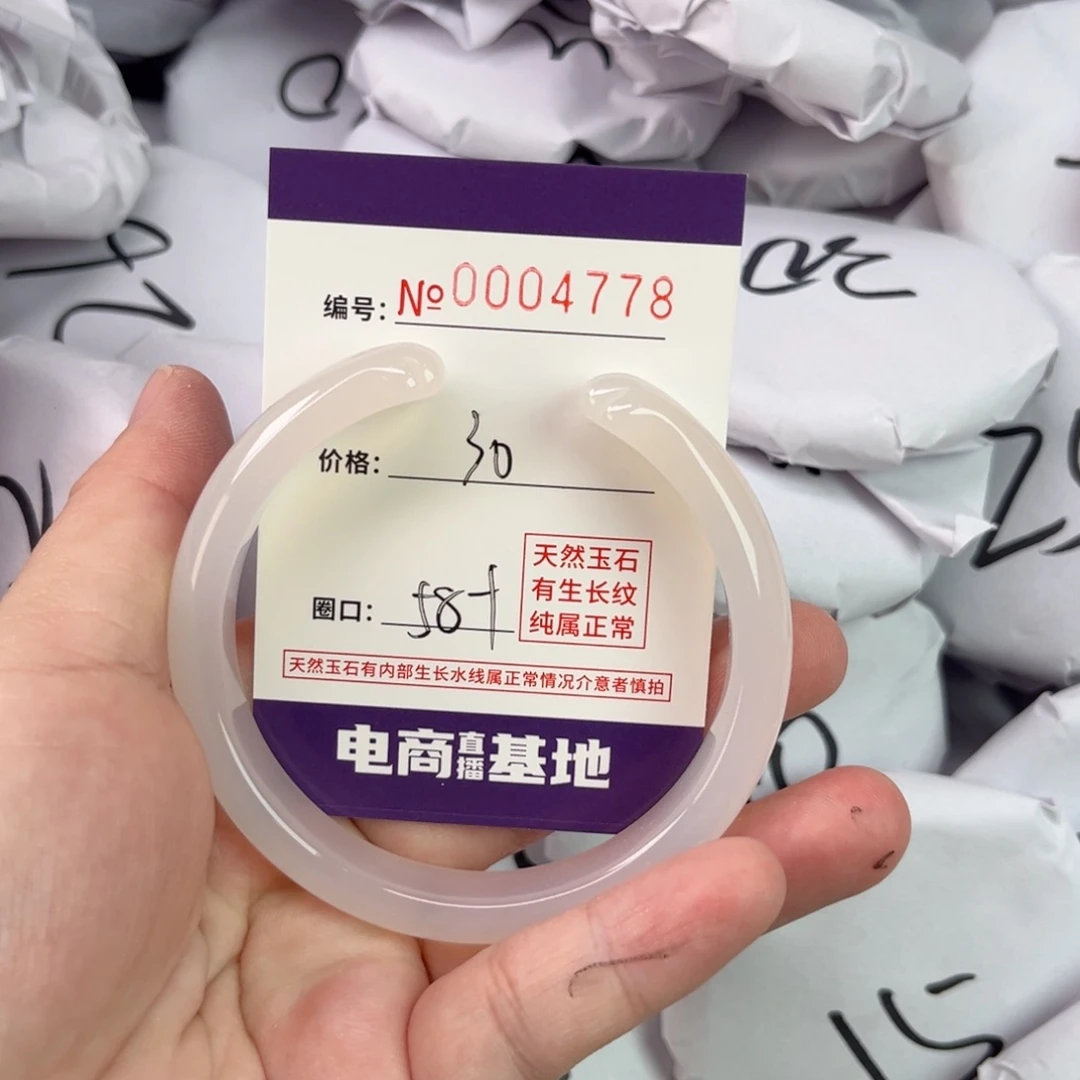 编号: №0004778
价格: 30
圈口: 58+
天然玉石
有生长纹
纯属正常
天然玉石有内部生长水线属正常情况介意者慎拍
电商直播基地
15